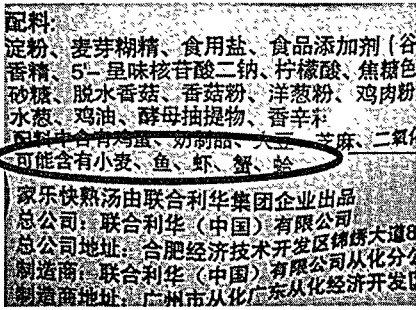 配料:
淀粉、麦芽糊精、食用盐、食品添加剂(谷
香精、5'-呈味核苷酸二钠、柠檬酸、焦糖色
砂糖、脱水香菇、香菇粉、洋葱粉、鸡肉粉
水葱、鸡油、酵母抽提物、香辛料
配料中含有鸡蛋、奶制品、大豆、芝麻、二氧化
可能含有小麦、鱼、虾、蟹、蛤
家乐快熟汤由联合利华集团企业出品
总公司:联合利华(中国)有限公司
总公司地址:合肥经济技术开发区锦绣大道8
制造商:联合利华(中国)有限公司从化分公
制造商地址:广州市从化广东从化经济开发区